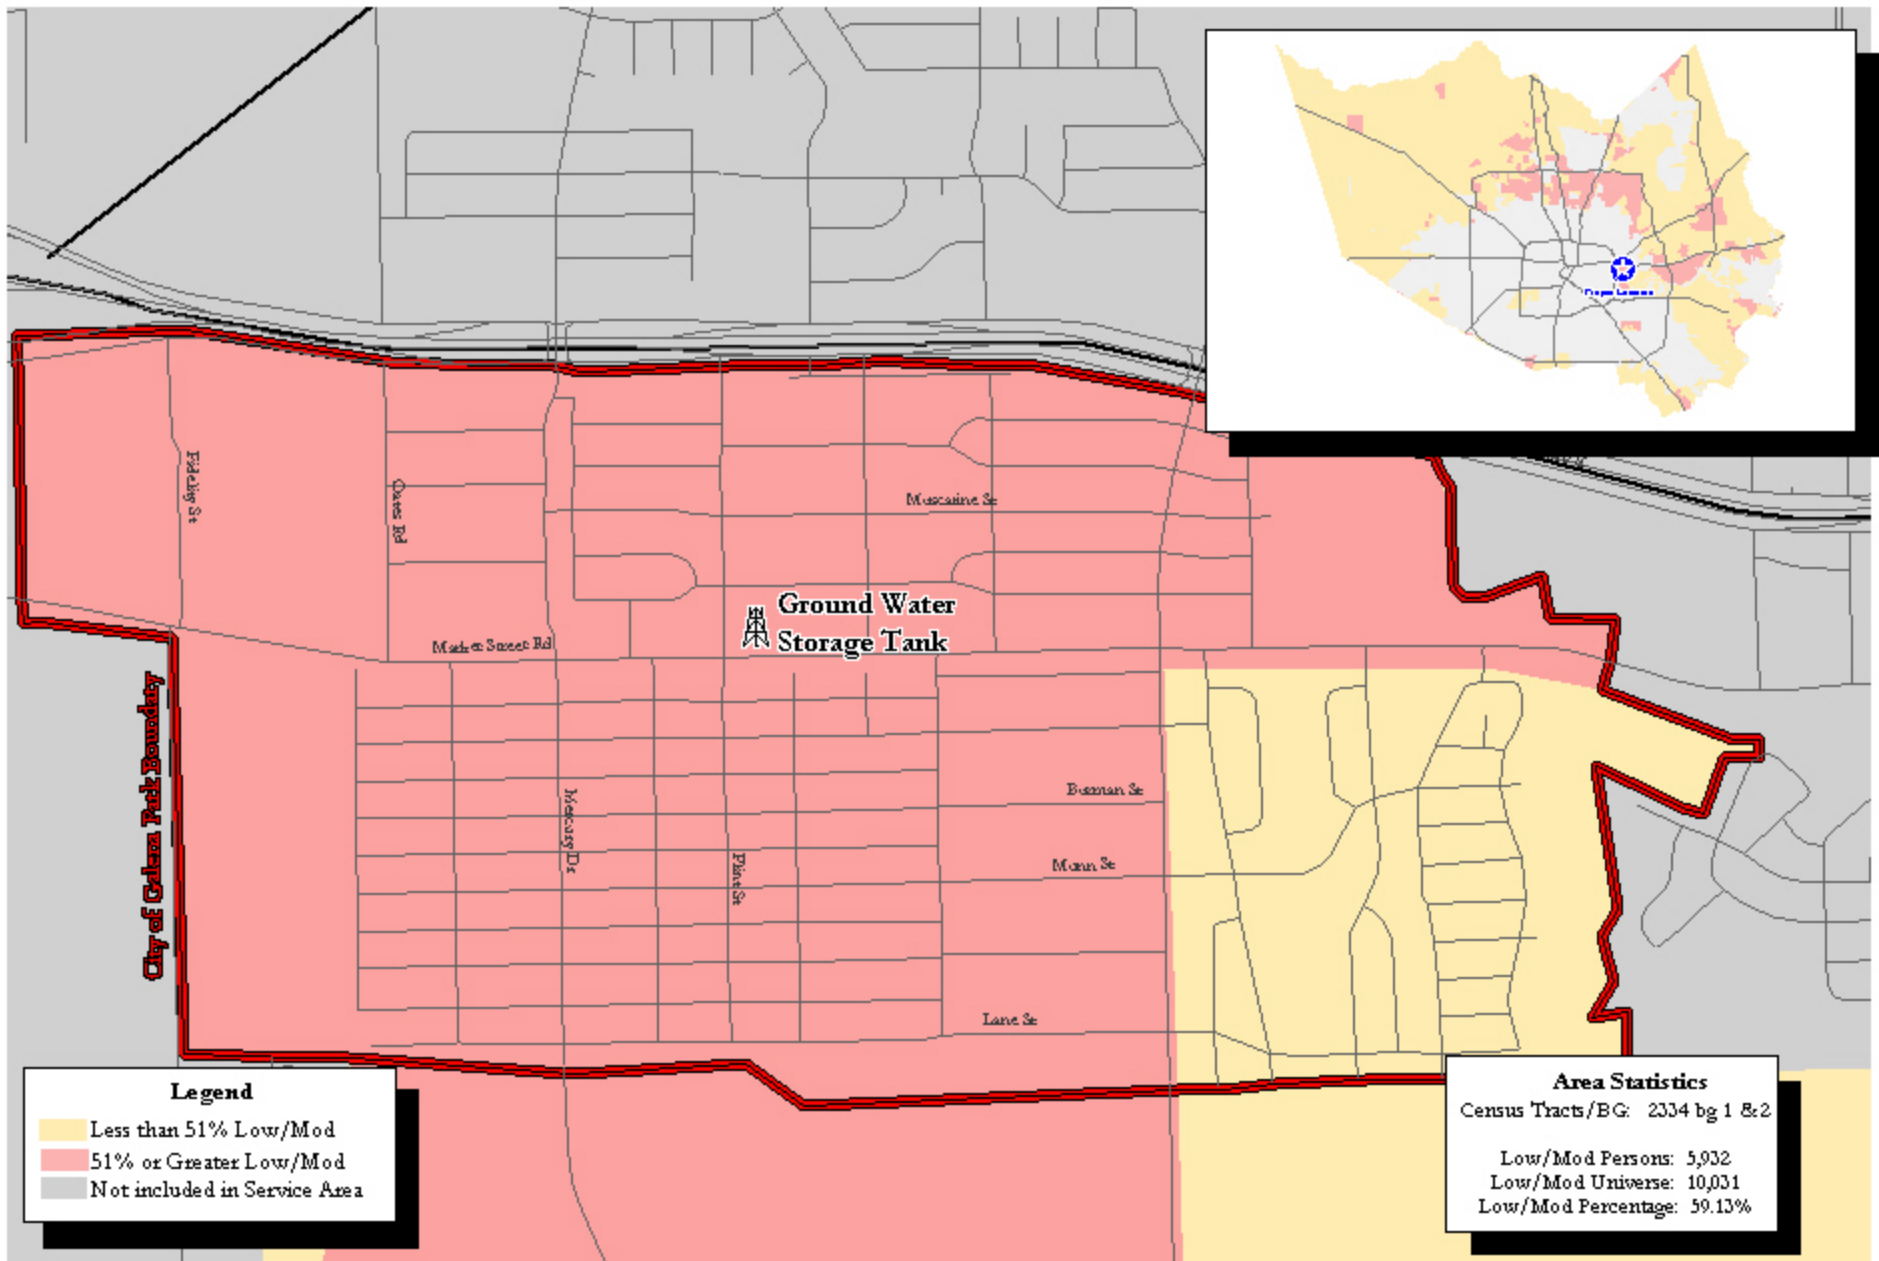 Fidelity St
Oates Rd
Muscarine St
Ground Water
Storage Tank
Market Street Rd
City of Galena Park Boundary
Mercury Dr
Flint St
Burman St
Munn St
Lane St
Legend
Less than 51% Low/Mod
51% or Greater Low/Mod
Not included in Service Area
Area Statistics
Census Tracts/BG: 2334 bg 1 &2
Low/Mod Persons: 5,932
Low/Mod Universe: 10,031
Low/Mod Percentage: 59.13%